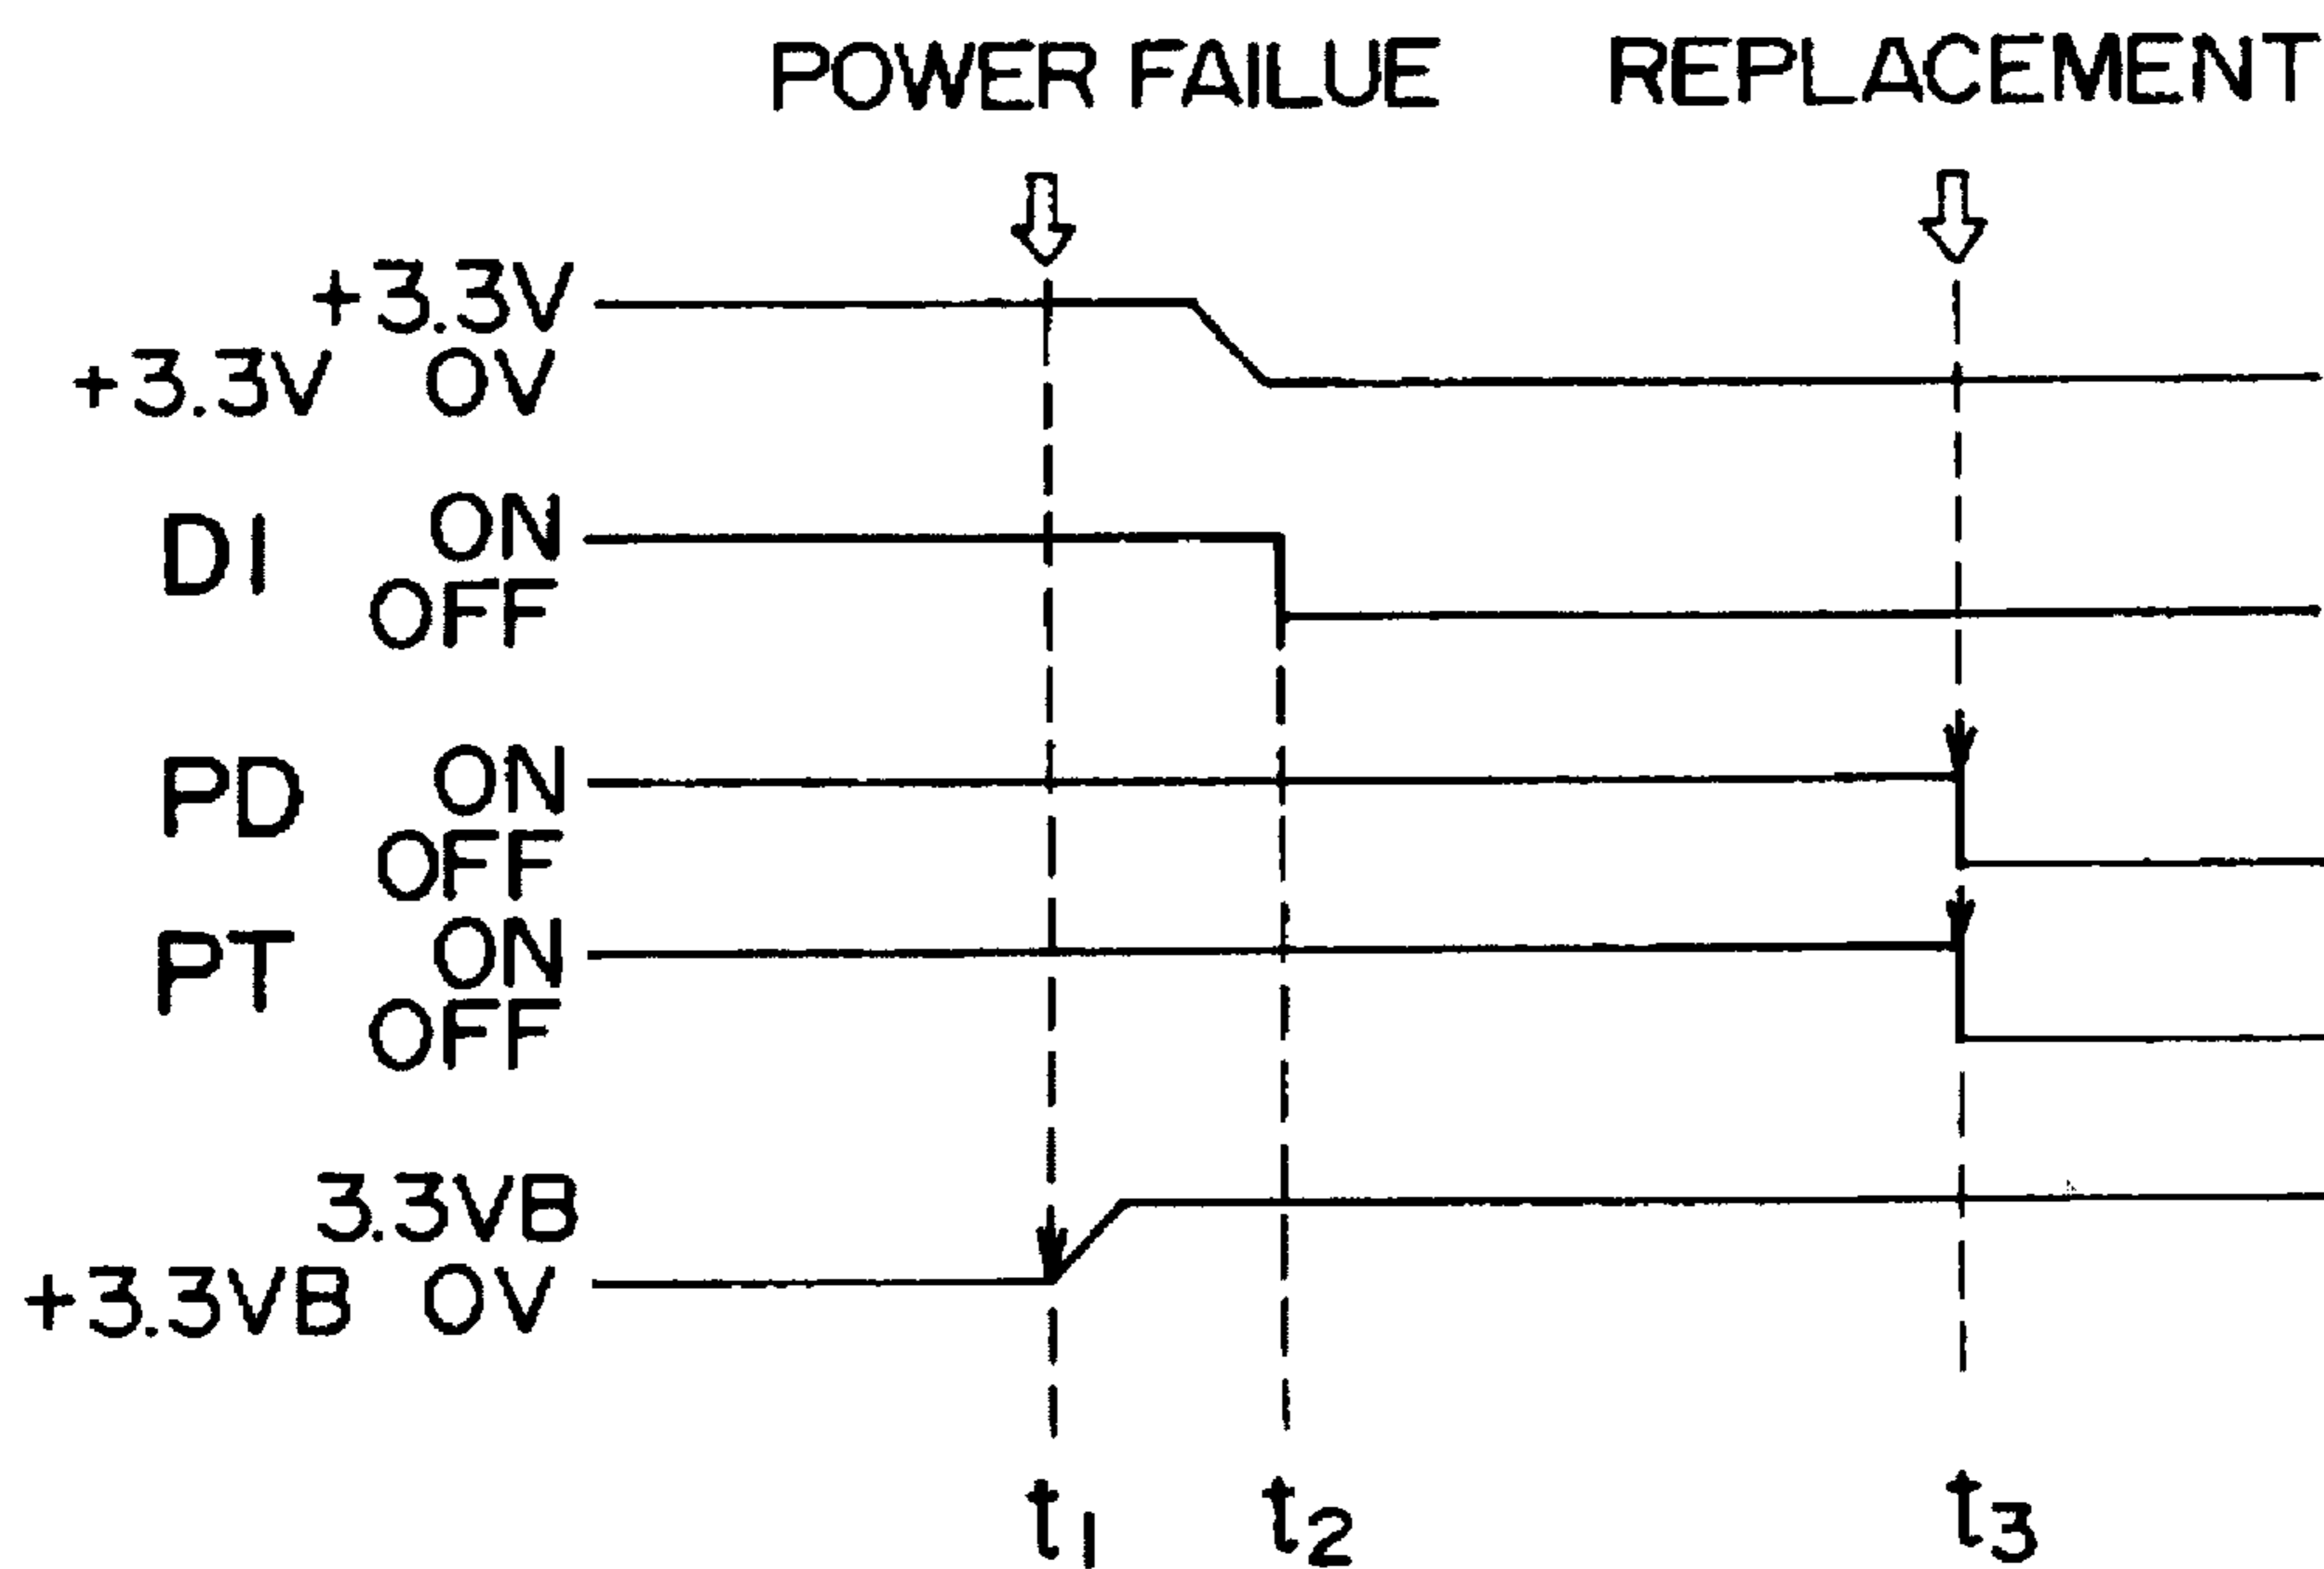 POWER FAILUE REPLACEMENT
+3.3V
+3.3V 0V
DI ON
OFF
PD ON
OFF
PT ON
OFF
3.3VB
+3.3VB 0V
t1 t2 t3